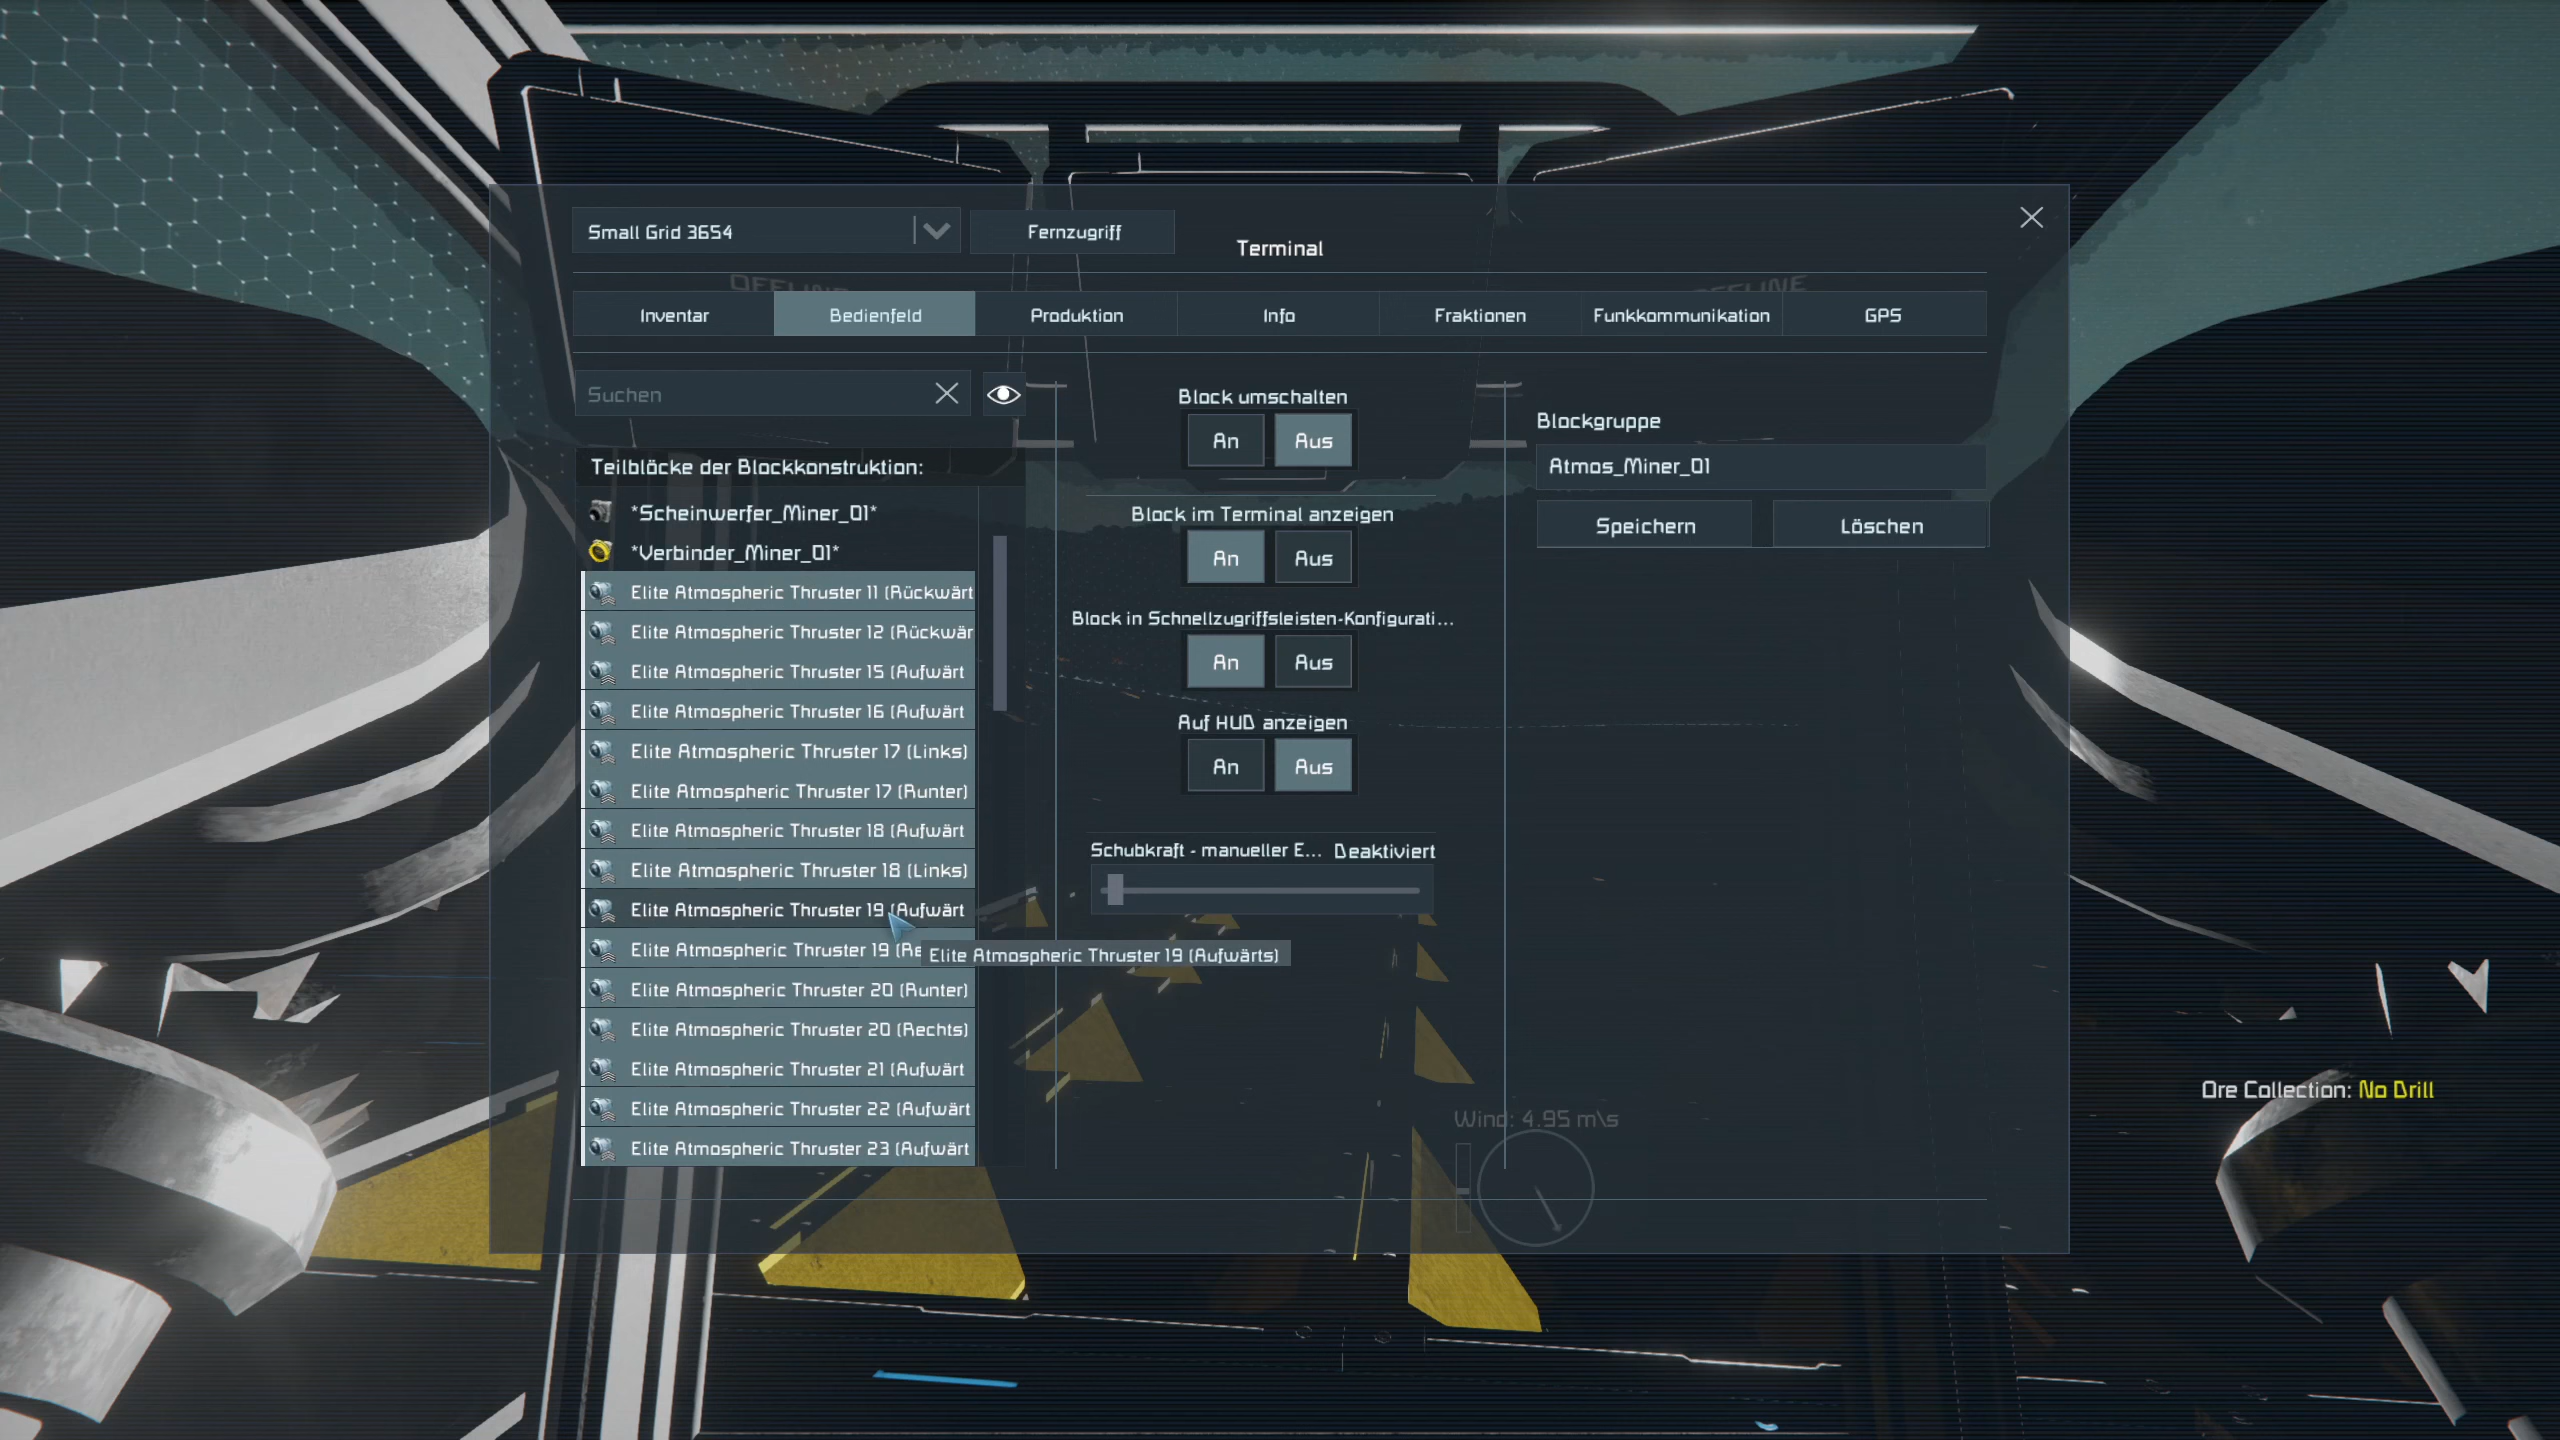 Small Grid 3654
Fernzugriff
Terminal
Inventar
Bedienfeld
Produktion
Info
Fraktionen
Funkkommunikation
GPS
Suchen
Teilblöcke der Blockkonstruktion:
*Scheinwerfer_Miner_01*
*Verbinder_Miner_01*
Elite Atmospheric Thruster 11 (Rückwärt
Elite Atmospheric Thruster 12 (Rückwär
Elite Atmospheric Thruster 15 (Aufwärt
Elite Atmospheric Thruster 16 (Aufwärt
Elite Atmospheric Thruster 17 (Links)
Elite Atmospheric Thruster 17 (Runter)
Elite Atmospheric Thruster 18 (Aufwärt
Elite Atmospheric Thruster 18 (Links)
Elite Atmospheric Thruster 19 (Aufwärt
Elite Atmospheric Thruster 19 (Re
Elite Atmospheric Thruster 19 (Aufwärts)
Elite Atmospheric Thruster 20 (Runter)
Elite Atmospheric Thruster 20 (Rechts)
Elite Atmospheric Thruster 21 (Aufwärt
Elite Atmospheric Thruster 22 (Aufwärt
Elite Atmospheric Thruster 23 (Aufwärt
Block umschalten
An Aus
Block im Terminal anzeigen
An Aus
Block in Schnellzugriffsleisten-Konfigurati...
An Aus
Auf HUD anzeigen
An Aus
Schubkraft - manueller E... Deaktiviert
Blockgruppe
Atmos_Miner_01
Speichern
Löschen
Wind: 4.95 m\s
Ore Collection: No Drill